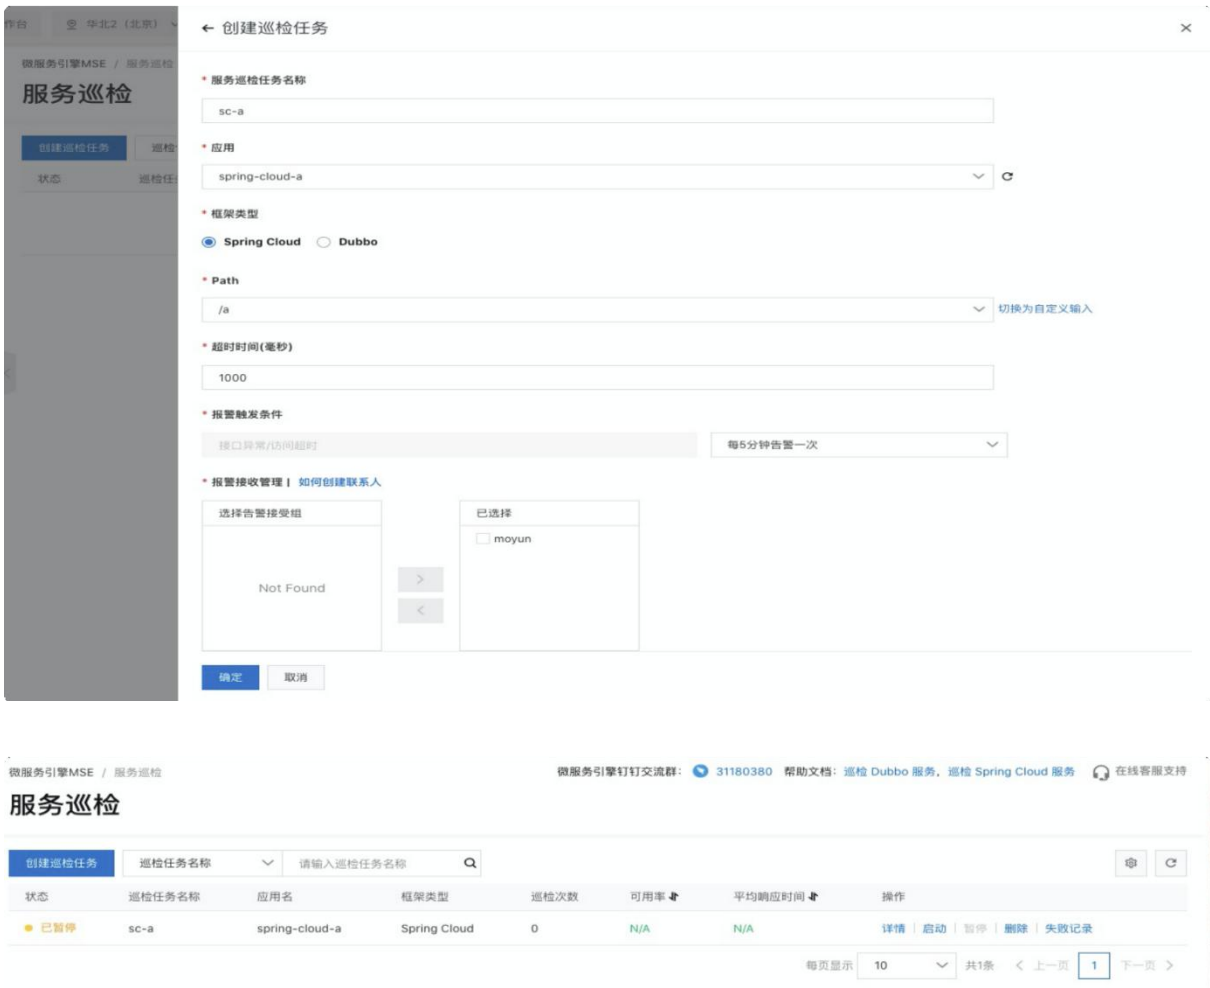 作台 华北2（北京）
← 创建巡检任务 ×
微服务引擎MSE / 服务巡检
服务巡检
创建巡检任务 巡检
状态 巡检任
* 服务巡检任务名称
sc-a
* 应用
spring-cloud-a
* 框架类型
Spring Cloud Dubbo
* Path
/a 切换为自定义输入
* 超时时间(毫秒)
1000
* 报警触发条件
接口异常/访问超时 每5分钟告警一次
* 报警接收管理 | 如何创建联系人
选择告警接受组 已选择
moyun
Not Found
确定 取消
微服务引擎MSE / 服务巡检 微服务引擎钉钉交流群： 31180380 帮助文档：巡检 Dubbo 服务，巡检 Spring Cloud 服务 在线客服支持
服务巡检
创建巡检任务 巡检任务名称 请输入巡检任务名称
状态 巡检任务名称 应用名 框架类型 巡检次数 可用率 平均响应时间 操作
已暂停 sc-a spring-cloud-a Spring Cloud 0 N/A N/A 详情 | 启动 | 暂停 | 删除 | 失败记录
每页显示 10 共1条 < 上一页 1 下一页 >